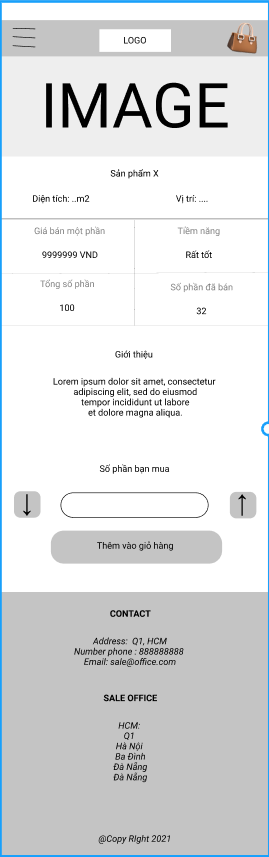 LOGO
IMAGE
Sản phẩm X
Diện tích: ..m2 Vị trí: ....
Giá bán một phần Tiềm năng
9999999 VND Rất tốt
Tổng số phần Số phần đã bán
100 32
Giới thiệu
Lorem ipsum dolor sit amet, consectetur
adipiscing elit, sed do eiusmod
tempor incididunt ut labore
et dolore magna aliqua.
Số phần bạn mua
Thêm vào giỏ hàng
CONTACT
Address: Q1, HCM
Number phone : 888888888
Email: sale@office.com
SALE OFFICE
HCM:
Q1
Hà Nội
Ba Đình
Đà Nẵng
Đà Nẵng
@Copy RIght 2021